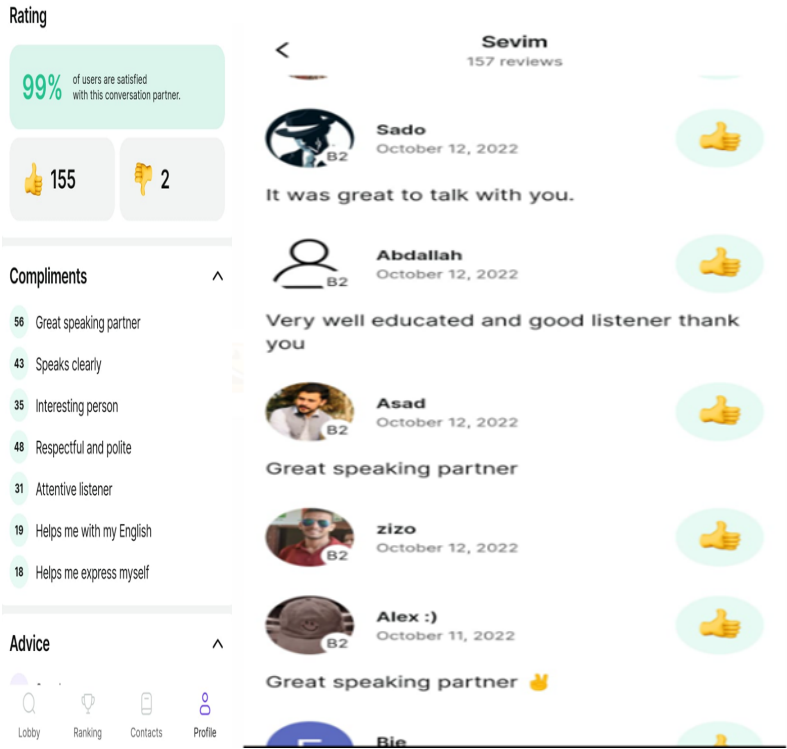 Rating
99%
of users are satisfied
with this conversation partner.
155
2
Compliments
56 Great speaking partner
43 Speaks clearly
35 Interesting person
48 Respectful and polite
31 Attentive listener
19 Helps me with my English
18 Helps me express myself
Advice
Lobby Ranking Contacts Profile
Sevim
157 reviews
Sado
October 12, 2022
B2
It was great to talk with you.
Abdallah
October 12, 2022
B2
Very well educated and good listener thank
you
Asad
October 12, 2022
B2
Great speaking partner
zizo
October 12, 2022
B2
Alex :)
October 11, 2022
B2
Great speaking partner ✌️
Bie